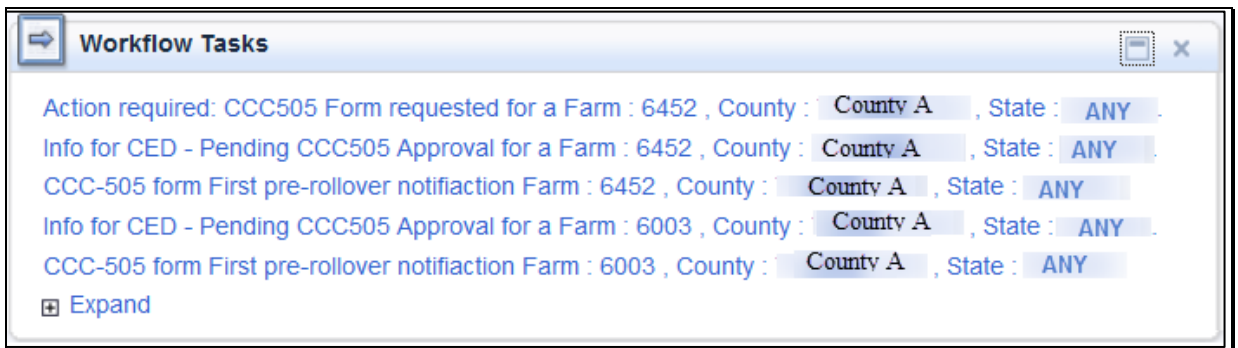 Workflow Tasks
Action required: CCC505 Form requested for a Farm : 6452 , County : County A , State : ANY .
Info for CED - Pending CCC505 Approval for a Farm : 6452 , County : County A , State : ANY .
CCC-505 form First pre-rollover notifiaction Farm : 6452 , County : County A , State : ANY
Info for CED - Pending CCC505 Approval for a Farm : 6003 , County : County A , State : ANY .
CCC-505 form First pre-rollover notifiaction Farm : 6003 , County : County A , State : ANY
Expand